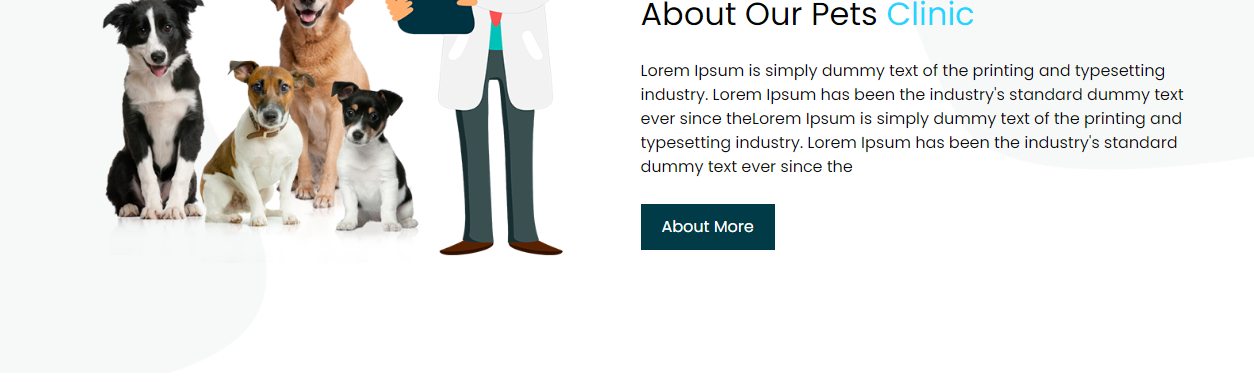 About Our Pets Clinic
Lorem Ipsum is simply dummy text of the printing and typesetting
industry. Lorem Ipsum has been the industry's standard dummy text
ever since theLorem Ipsum is simply dummy text of the printing and
typesetting industry. Lorem Ipsum has been the industry's standard
dummy text ever since the
About More